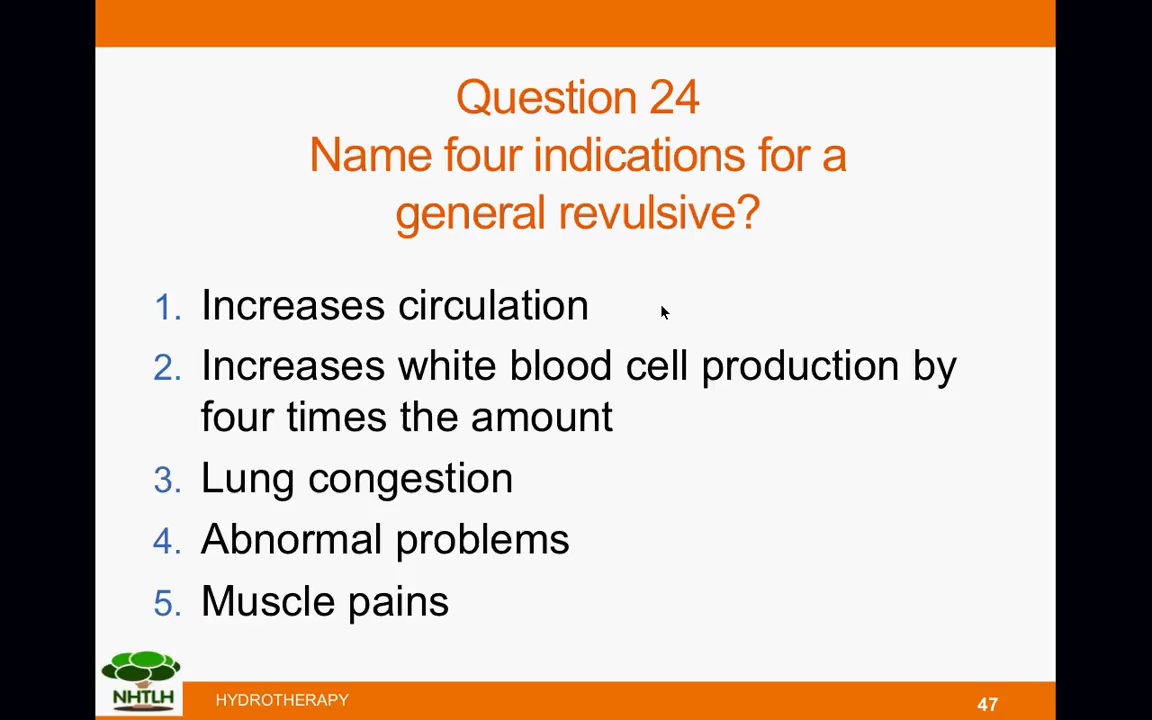 Question 24
Name four indications for a
general revulsive?
1. Increases circulation
2. Increases white blood cell production by
four times the amount
3. Lung congestion
4. Abnormal problems
5. Muscle pains
NHTLH
HYDROTHERAPY
47